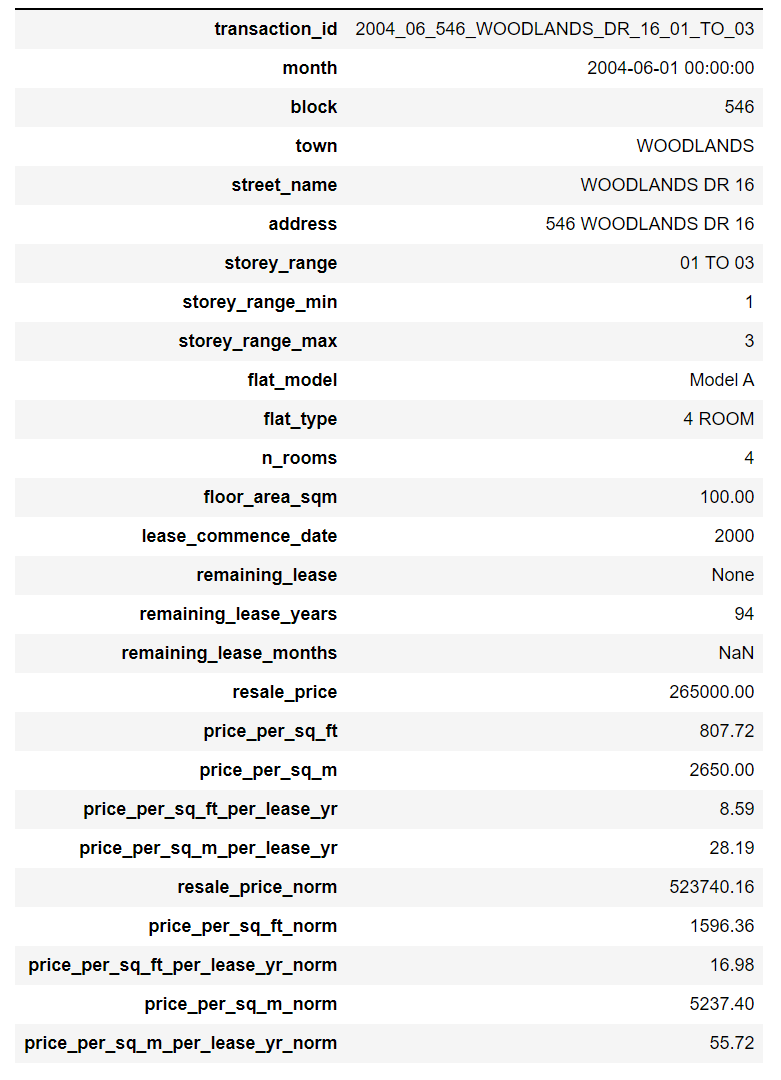 transaction_id 2004_06_546_WOODLANDS_DR_16_01_TO_03
month 2004-06-01 00:00:00
block 546
town WOODLANDS
street_name WOODLANDS DR 16
address 546 WOODLANDS DR 16
storey_range 01 TO 03
storey_range_min 1
storey_range_max 3
flat_model Model A
flat_type 4 ROOM
n_rooms 4
floor_area_sqm 100.00
lease_commence_date 2000
remaining_lease None
remaining_lease_years 94
remaining_lease_months NaN
resale_price 265000.00
price_per_sq_ft 807.72
price_per_sq_m 2650.00
price_per_sq_ft_per_lease_yr 8.59
price_per_sq_m_per_lease_yr 28.19
resale_price_norm 523740.16
price_per_sq_ft_norm 1596.36
price_per_sq_ft_per_lease_yr_norm 16.98
price_per_sq_m_norm 5237.40
price_per_sq_m_per_lease_yr_norm 55.72